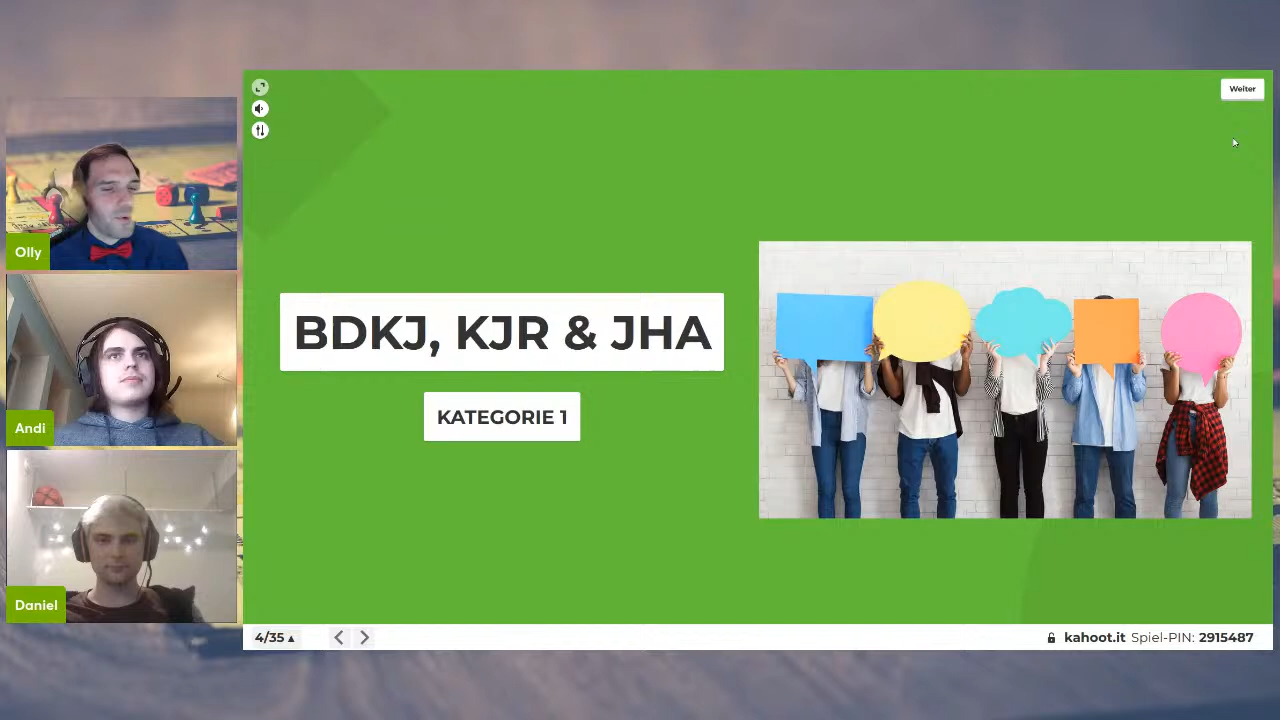 Weiter
Olly
BDKJ, KJR & JHA
KATEGORIE 1
Andi
Daniel
4/35▲
kahoot.it Spiel-PIN: 2915487